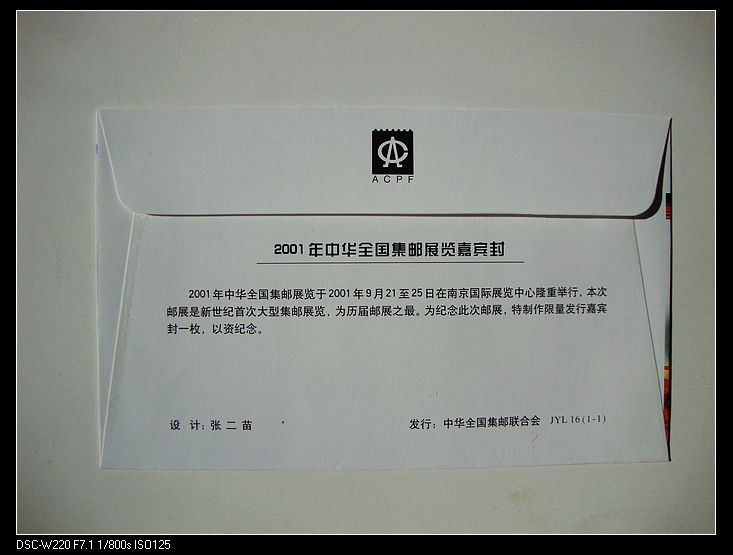 ACPF
2001年中华全国集邮展览嘉宾封
2001年中华全国集邮展览于2001年9月21至25日在南京国际展览中心隆重举行，本次
邮展是新世纪首次大型集邮展览，为历届邮展之最。为纪念此次邮展，特制作限量发行嘉宾
封一枚，以资纪念。
设 计：张二苗
发行：中华全国集邮联合会 JYL 16(1-1)
DSC-W220 F7.1 1/800s ISO125